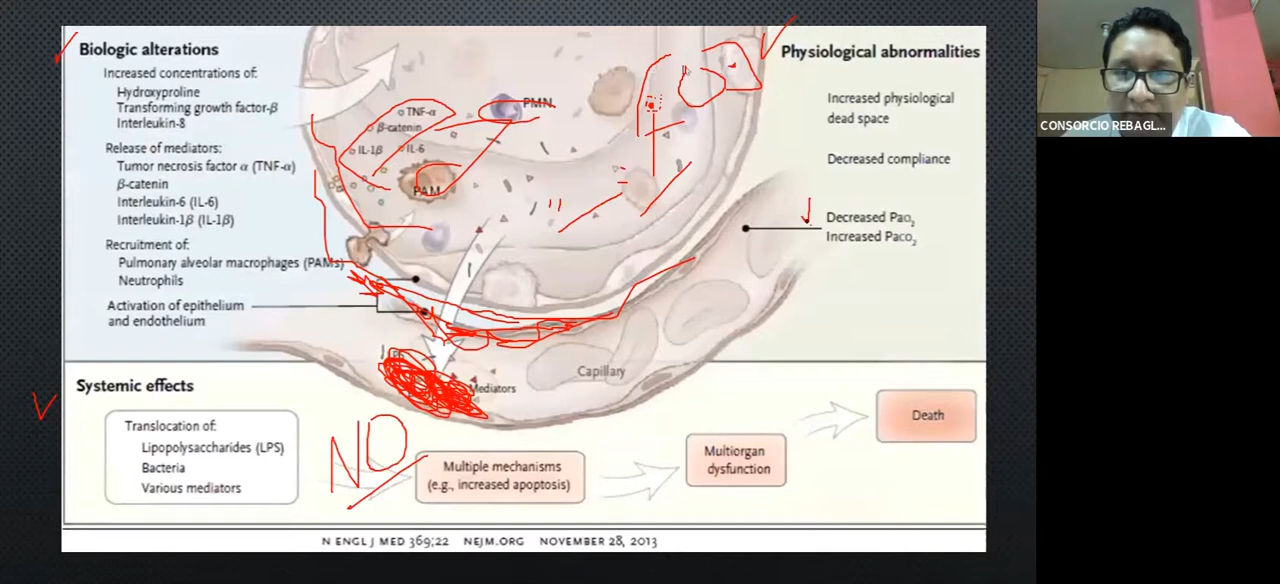 Biologic alterations
Increased concentrations of:
Hydroxyproline
Transforming growth factor-β
Interleukin-8
Release of mediators:
Tumor necrosis factor α (TNF-α)
β-catenin
Interleukin-6 (IL-6)
Interleukin-1β (IL-1β)
Recruitment of:
Pulmonary alveolar macrophages (PAMs)
Neutrophils
Activation of epithelium
and endothelium
TNF-α
β-catenin
IL-1β
IL-6
PMN
PAM
Mediators
Capillary
Physiological abnormalities
Increased physiological
dead space
Decreased compliance
Decreased Pao₂
Increased Paco₂
Systemic effects
Translocation of:
Lipopolysaccharides (LPS)
Bacteria
Various mediators
NO
Multiple mechanisms
(e.g., increased apoptosis)
Multiorgan
dysfunction
Death
N ENGL J MED 369;22 NEJM.ORG NOVEMBER 28, 2013
CONSORCIO REBAGL...